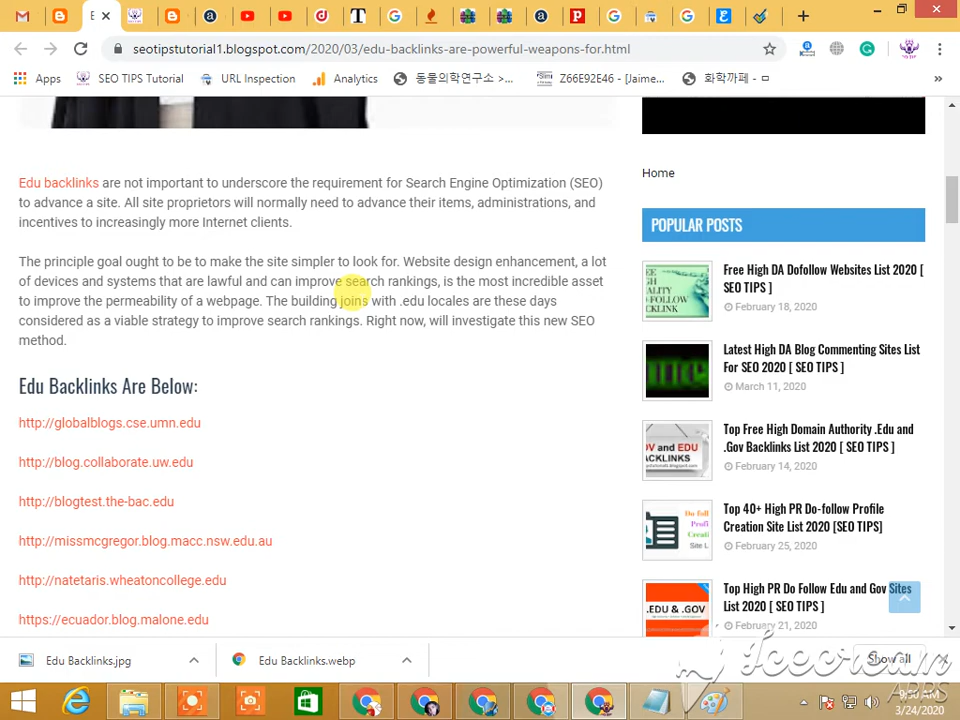 E
seotipstutorial1.blogspot.com/2020/03/edu-backlinks-are-powerful-weapons-for.html
Apps
SEO TIPS Tutorial
URL Inspection
Analytics
동물의학연구소 >...
Z66E92E46 - [Jaime...
화학까페 - ㅁ
»
Edu backlinks are not important to underscore the requirement for Search Engine Optimization (SEO)
to advance a site. All site proprietors will normally need to advance their items, administrations, and
incentives to increasingly more Internet clients.
The principle goal ought to be to make the site simpler to look for. Website design enhancement, a lot
of devices and systems that are lawful and can improve search rankings, is the most incredible asset
to improve the permeability of a webpage. The building joins with .edu locales are these days
considered as a viable strategy to improve search rankings. Right now, will investigate this new SEO
method.
Edu Backlinks Are Below:
http://globalblogs.cse.umn.edu
http://blog.collaborate.uw.edu
http://blogtest.the-bac.edu
http://missmcgregor.blog.macc.nsw.edu.au
http://natetaris.wheatoncollege.edu
https://ecuador.blog.malone.edu
Home
POPULAR POSTS
Free High DA Dofollow Websites List 2020 [
SEO TIPS ]
February 18, 2020
Latest High DA Blog Commenting Sites List
For SEO 2020 [ SEO TIPS ]
March 11, 2020
Top Free High Domain Authority .Edu and
.Gov Backlinks List 2020 [ SEO TIPS ]
February 14, 2020
Top 40+ High PR Do-follow Profile
Creation Site List 2020 [SEO TIPS]
February 25, 2020
Top High PR Do Follow Edu and Gov Sites
List 2020 [ SEO TIPS ]
February 21, 2020
Edu Backlinks.jpg
Edu Backlinks.webp
Show all
Icecream
APPS
9:50 AM
3/24/2020